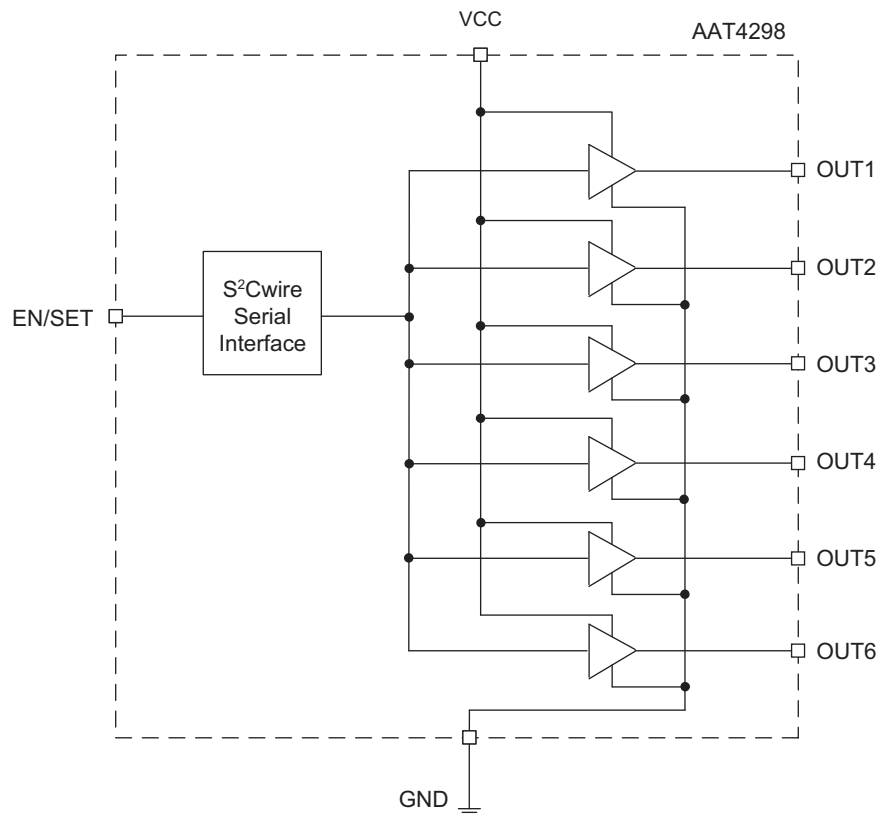 VCC
AAT4298
OUT1
OUT2
S²Cwire
Serial
Interface
EN/SET
OUT3
OUT4
OUT5
OUT6
GND